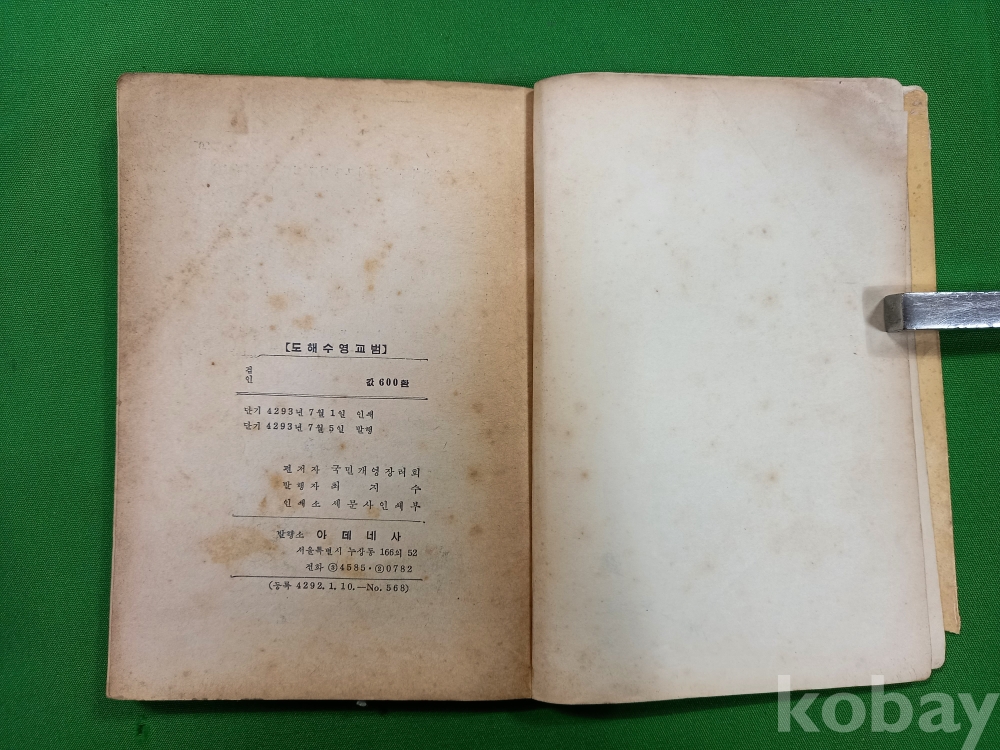 【도해수영교범】
검
인
값 600환
단기 4293년 7월 1일 인쇄
단기 4293년 7월 5일 발행
편저자 국민개영장려회
발행자 최 지 수
인쇄소 세문사인쇄부
발행소 아데네사
서울특별시 누상동 166의 52
전화 ③4585·②0782
(등록 4292. 1. 10.—No. 568)
kobay